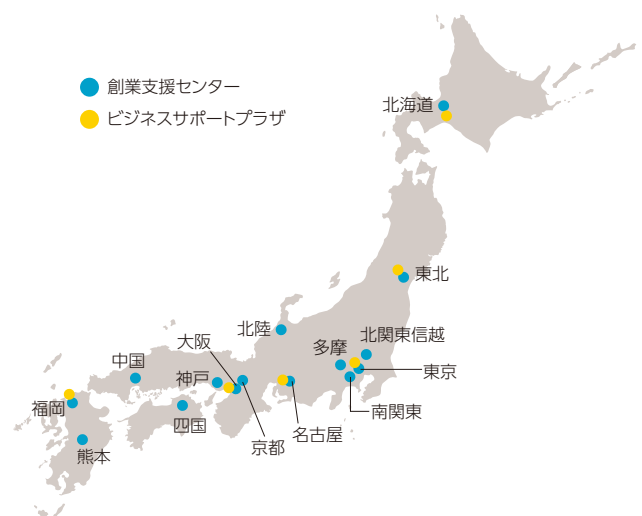 創業支援センター
ビジネスサポートプラザ
北海道
東北
北陸
大阪
北関東信越
多摩
中国
神戸
東京
福岡
四国
南関東
名古屋
京都
熊本